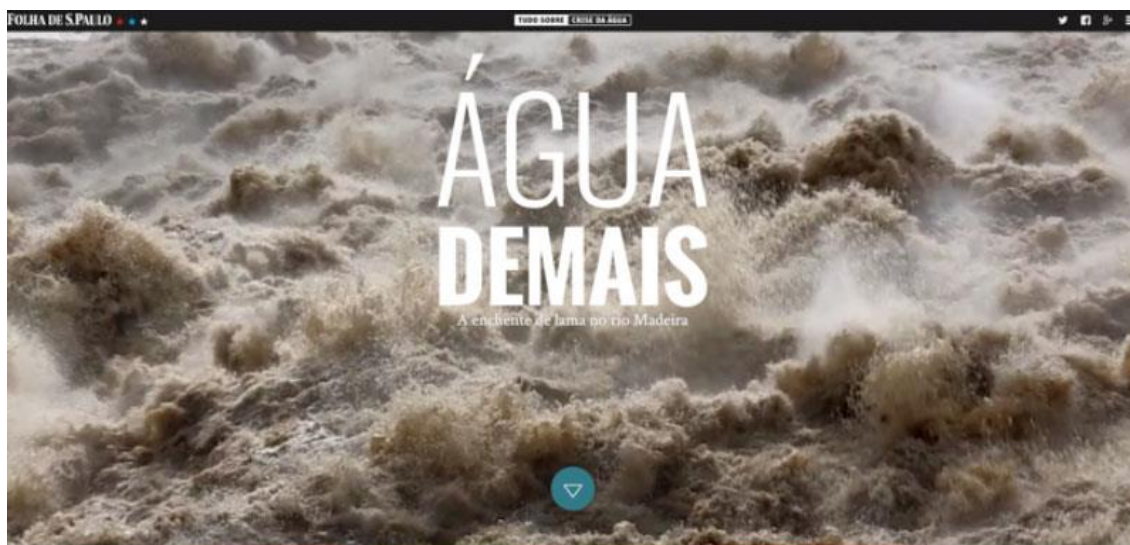 FOLHA DE S.PAULO
TUDO SOBRE CRISE DA ÁGUA
ÁGUA
DEMAIS
A enchente de lama no rio Madeira